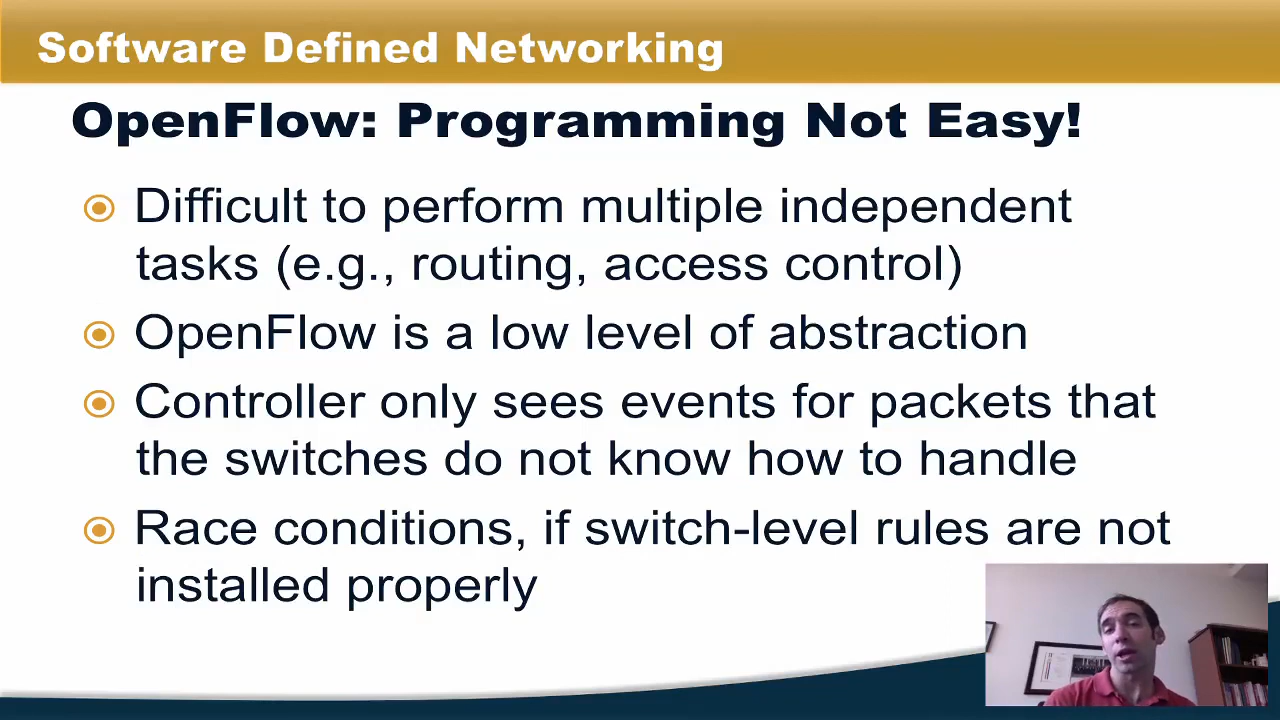 Software Defined Networking
OpenFlow: Programming Not Easy!
Difficult to perform multiple independent
tasks (e.g., routing, access control)
OpenFlow is a low level of abstraction
Controller only sees events for packets that
the switches do not know how to handle
Race conditions, if switch-level rules are not
installed properly